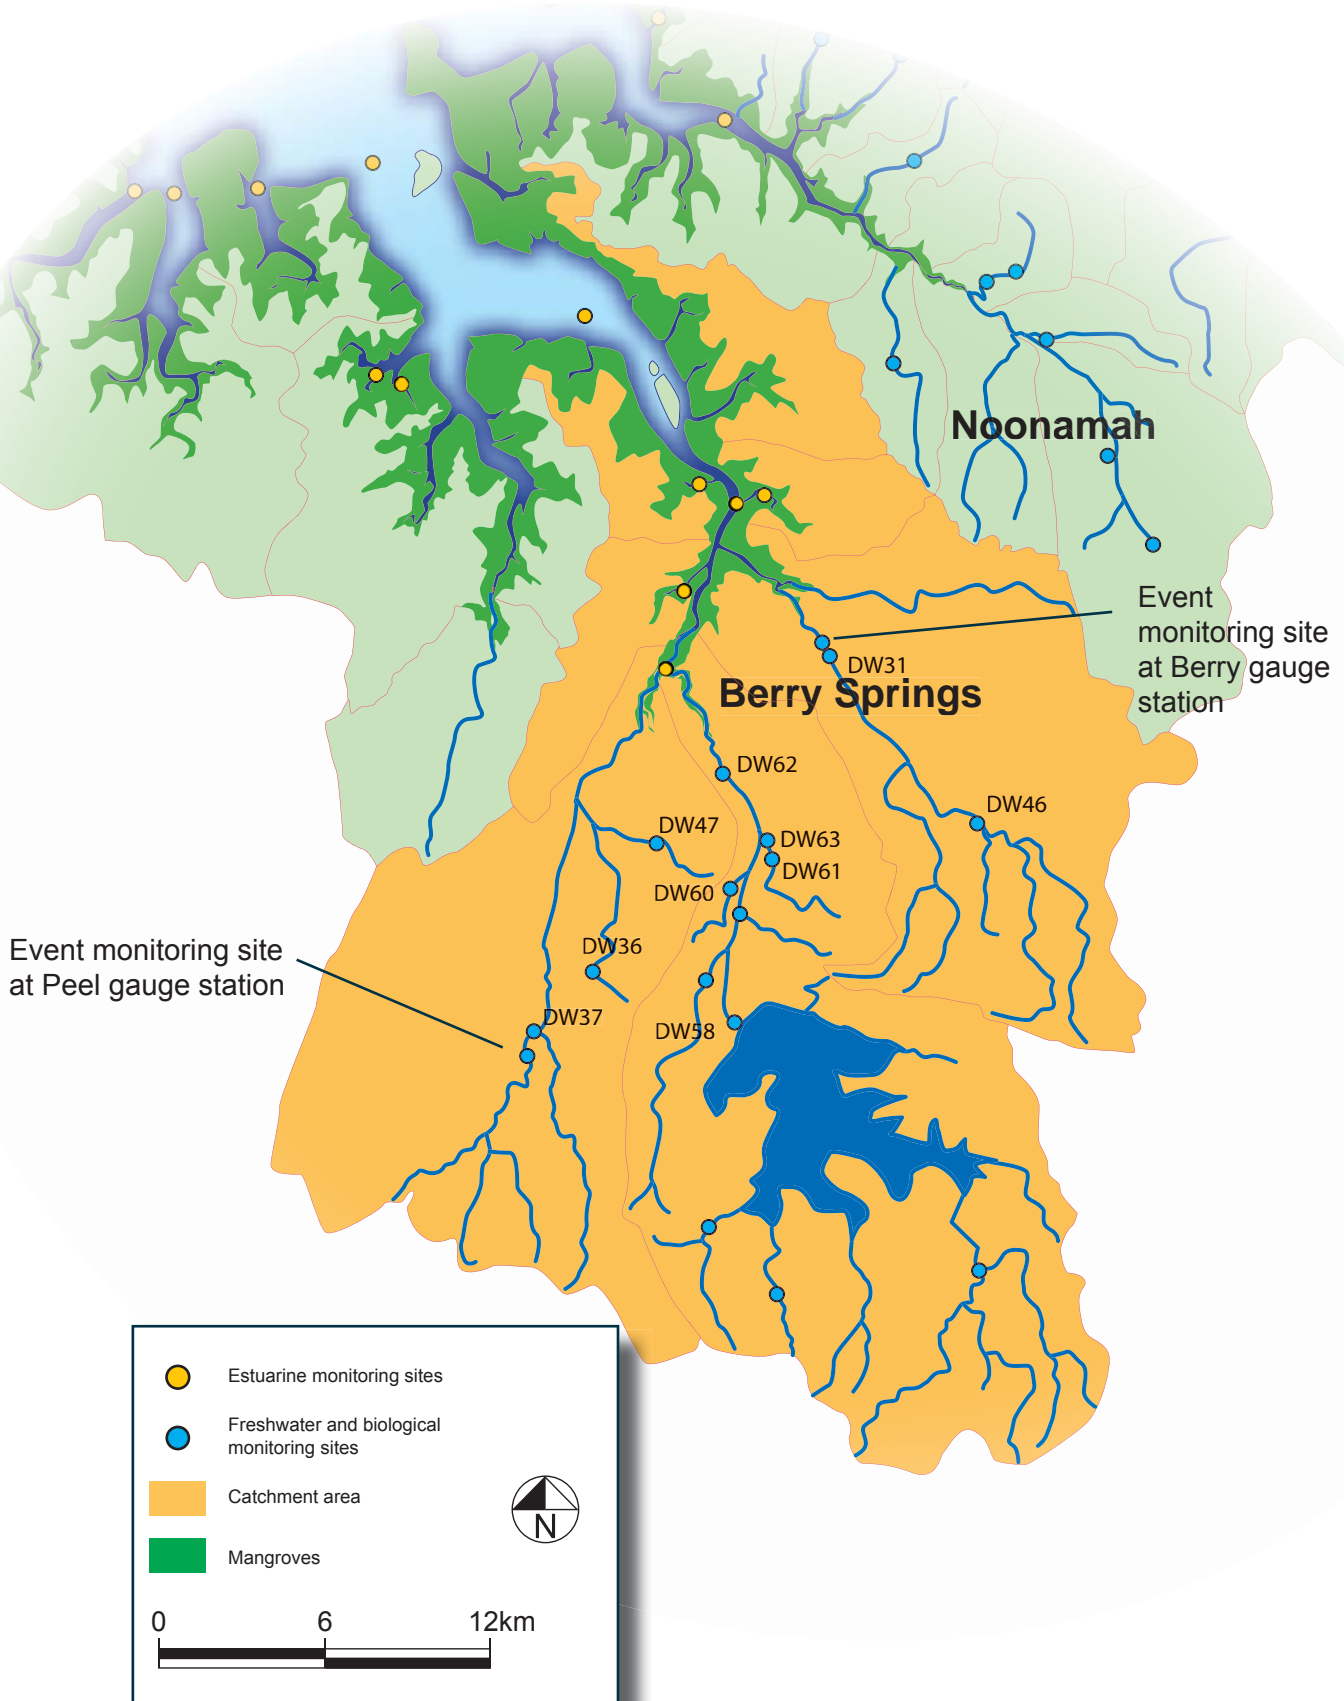 Noonamah
Event
monitoring site
at Berry gauge
station
DW31
Berry Springs
DW62
DW46
DW47
DW63
DW61
DW60
DW36
Event monitoring site
at Peel gauge station
DW37
DW58
Estuarine monitoring sites
Freshwater and biological
monitoring sites
Catchment area
N
Mangroves
0 6 12km